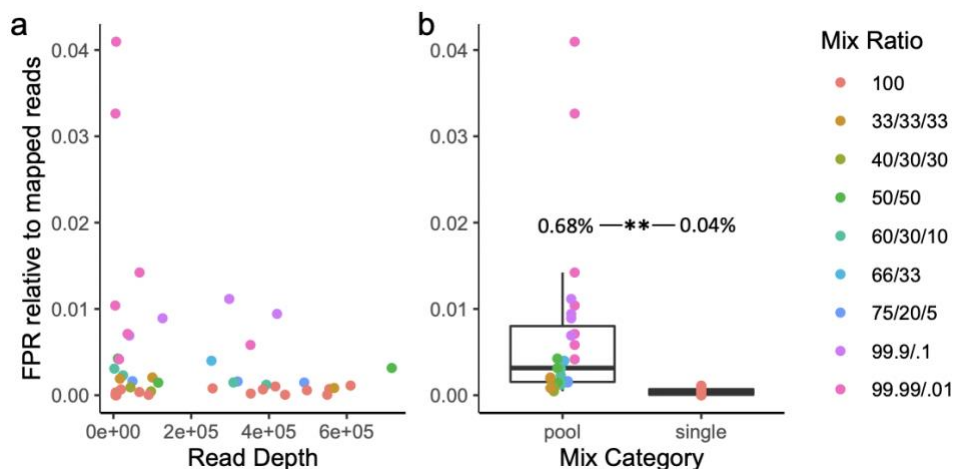 a
FPR relative to mapped reads
0.04
0.03
0.02
0.01
0.00
0e+00 2e+05 4e+05 6e+05
Read Depth
b
0.04
0.03
0.02
0.01
0.00
0.68% ** 0.04%
pool single
Mix Category
Mix Ratio
100
33/33/33
40/30/30
50/50
60/30/10
66/33
75/20/5
99.9/.1
99.99/.01